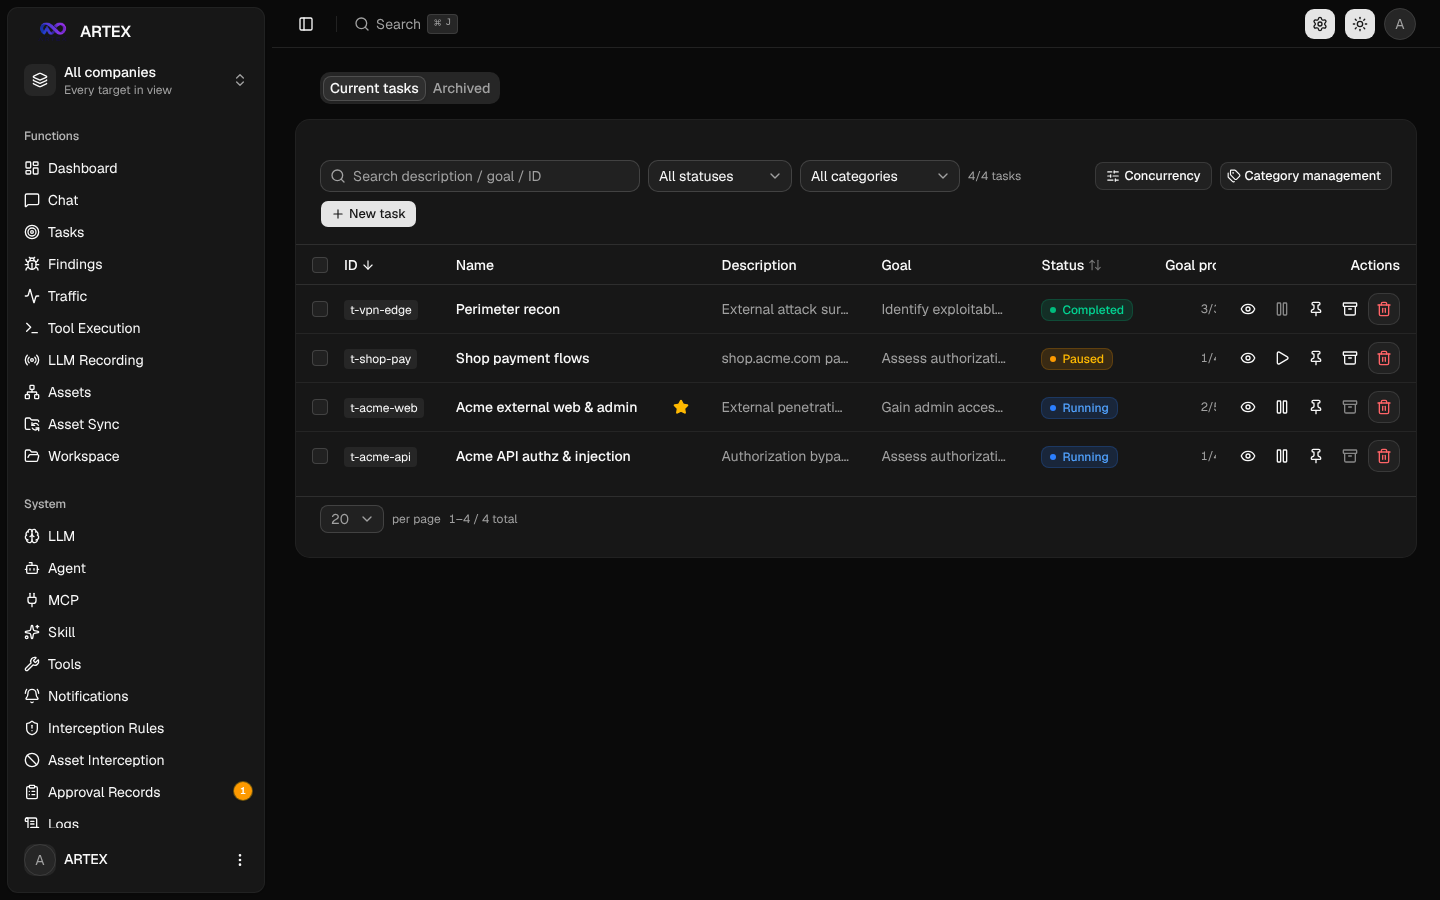 ARTEX
All companies
Every target in view
Functions
Dashboard
Chat
Tasks
Findings
Traffic
Tool Execution
LLM Recording
Assets
Asset Sync
Workspace
System
LLM
Agent
MCP
Skill
Tools
Notifications
Interception Rules
Asset Interception
Approval Records 1
Logs
A ARTEX
Search ⌘ J
A
Current tasks Archived
Search description / goal / ID
All statuses
All categories
4/4 tasks
Concurrency
Category management
+ New task
ID ↓ Name Description Goal Status Goal pro Actions
t-vpn-edge Perimeter recon External attack sur... Identify exploitabl... Completed 3/
t-shop-pay Shop payment flows shop.acme.com pa... Assess authorizati... Paused 1/
t-acme-web Acme external web & admin External penetrati... Gain admin acces... Running 2/
t-acme-api Acme API authz & injection Authorization bypa... Assess authorizati... Running 1/
20 per page 1–4 / 4 total